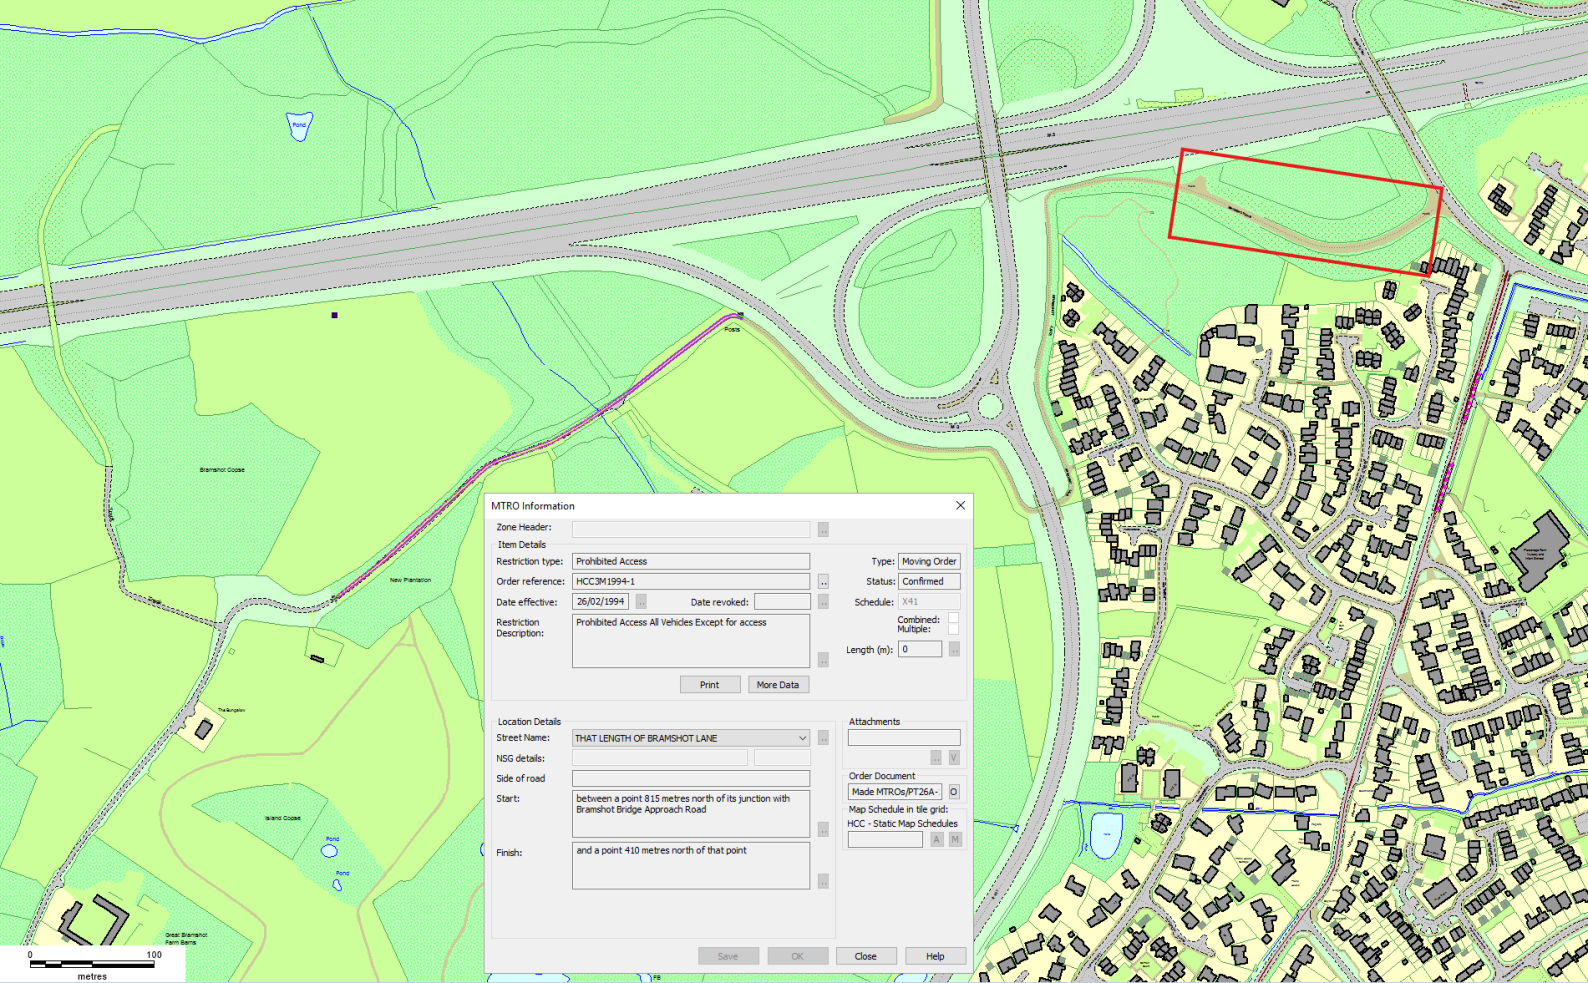 Pond
M 3
Posts
Bramshot Copse
New Plantation
Track
The Bungalow
Island Copse
Pond
Pond
Great Bramshot
Farm Barns
0 100
metres
M 3
FB
MTRO Information
Zone Header:
..
Item Details
Restriction type: Prohibited Access
Type: Moving Order
Order reference: HCC3M1994-1
..
Status: Confirmed
Date effective: 26/02/1994
..
Date revoked:
..
Schedule: X41
Restriction
Description:
Prohibited Access All Vehicles Except for access
..
Combined:
Multiple:
Length (m): 0
..
Print
More Data
Location Details
Street Name: THAT LENGTH OF BRAMSHOT LANE
..
NSG details:
Side of road
Start:
between a point 815 metres north of its junction with
Bramshot Bridge Approach Road
..
Finish:
and a point 410 metres north of that point
..
Attachments
..
V
Order Document
Made MTROs/PT26A-
O
Map Schedule in tile grid:
HCC - Static Map Schedules
A
M
Save
OK
Close
Help